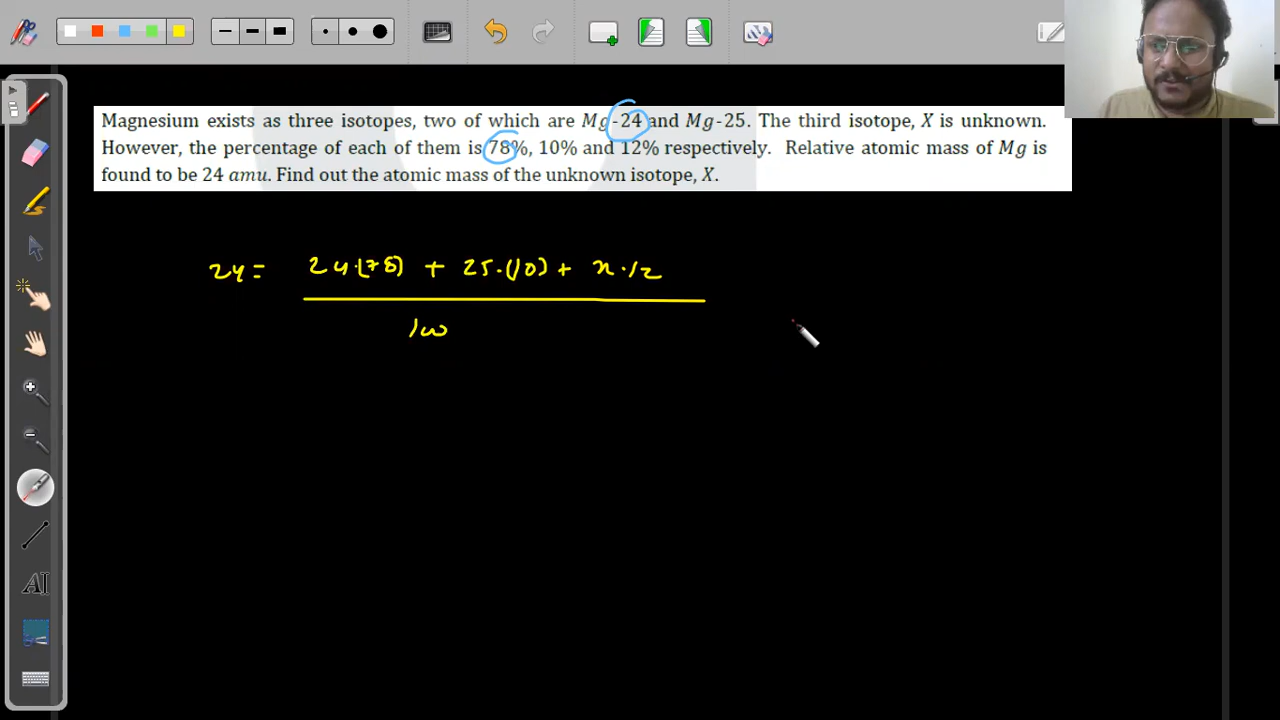 Magnesium exists as three isotopes, two of which are Mg-24 and Mg-25. The third isotope, X is unknown.
However, the percentage of each of them is 78%, 10% and 12% respectively. Relative atomic mass of Mg is
found to be 24 amu. Find out the atomic mass of the unknown isotope, X.
24 = 24·(78) + 25·(10) + x·12
100
AI